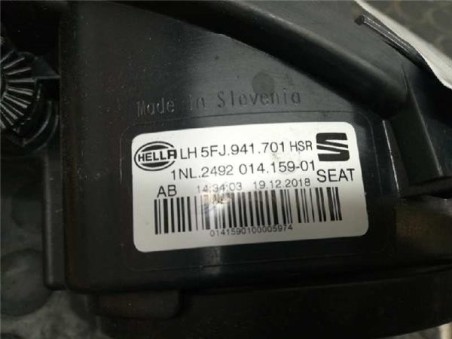 Made in Slovenia
HELLA LH 5FJ.941.701 HSR
1NL.2492 014.159-01
AB 14:34:03 19.12.2018 SEAT
0141590100005974